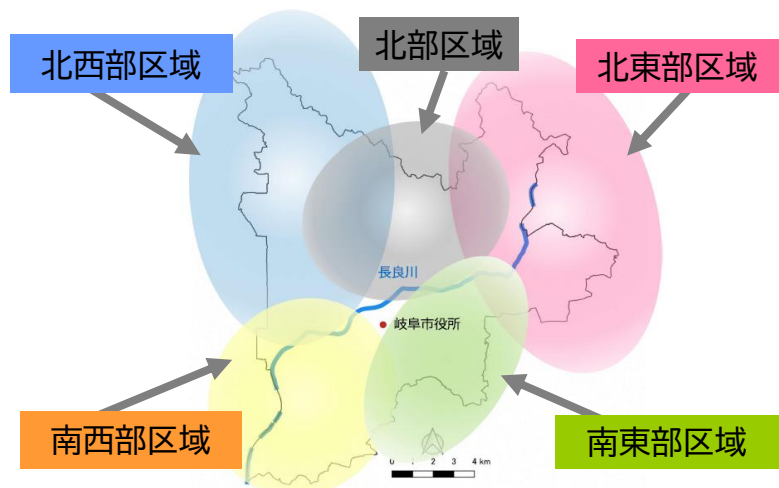 北部区域
北西部区域
北東部区域
長良川
岐阜市役所
南西部区域
南東部区域
0 1 2 3 4 km